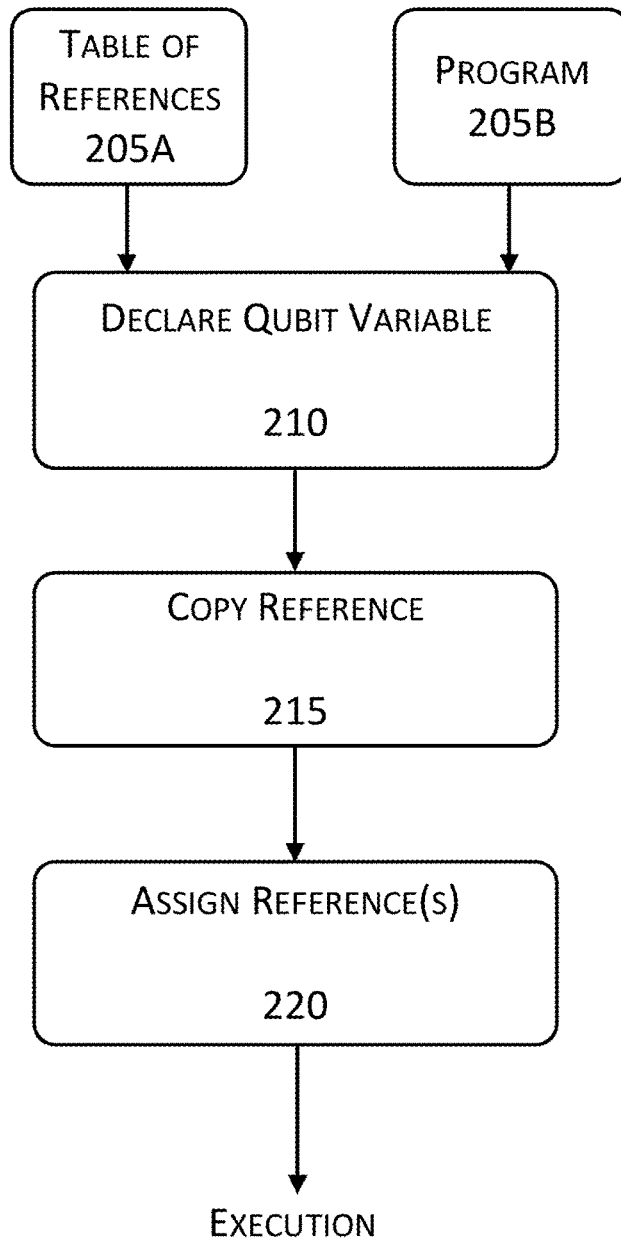 TABLE OF
REFERENCES
205A
PROGRAM
205B
DECLARE QUBIT VARIABLE
210
COPY REFERENCE
215
ASSIGN REFERENCE(S)
220
EXECUTION